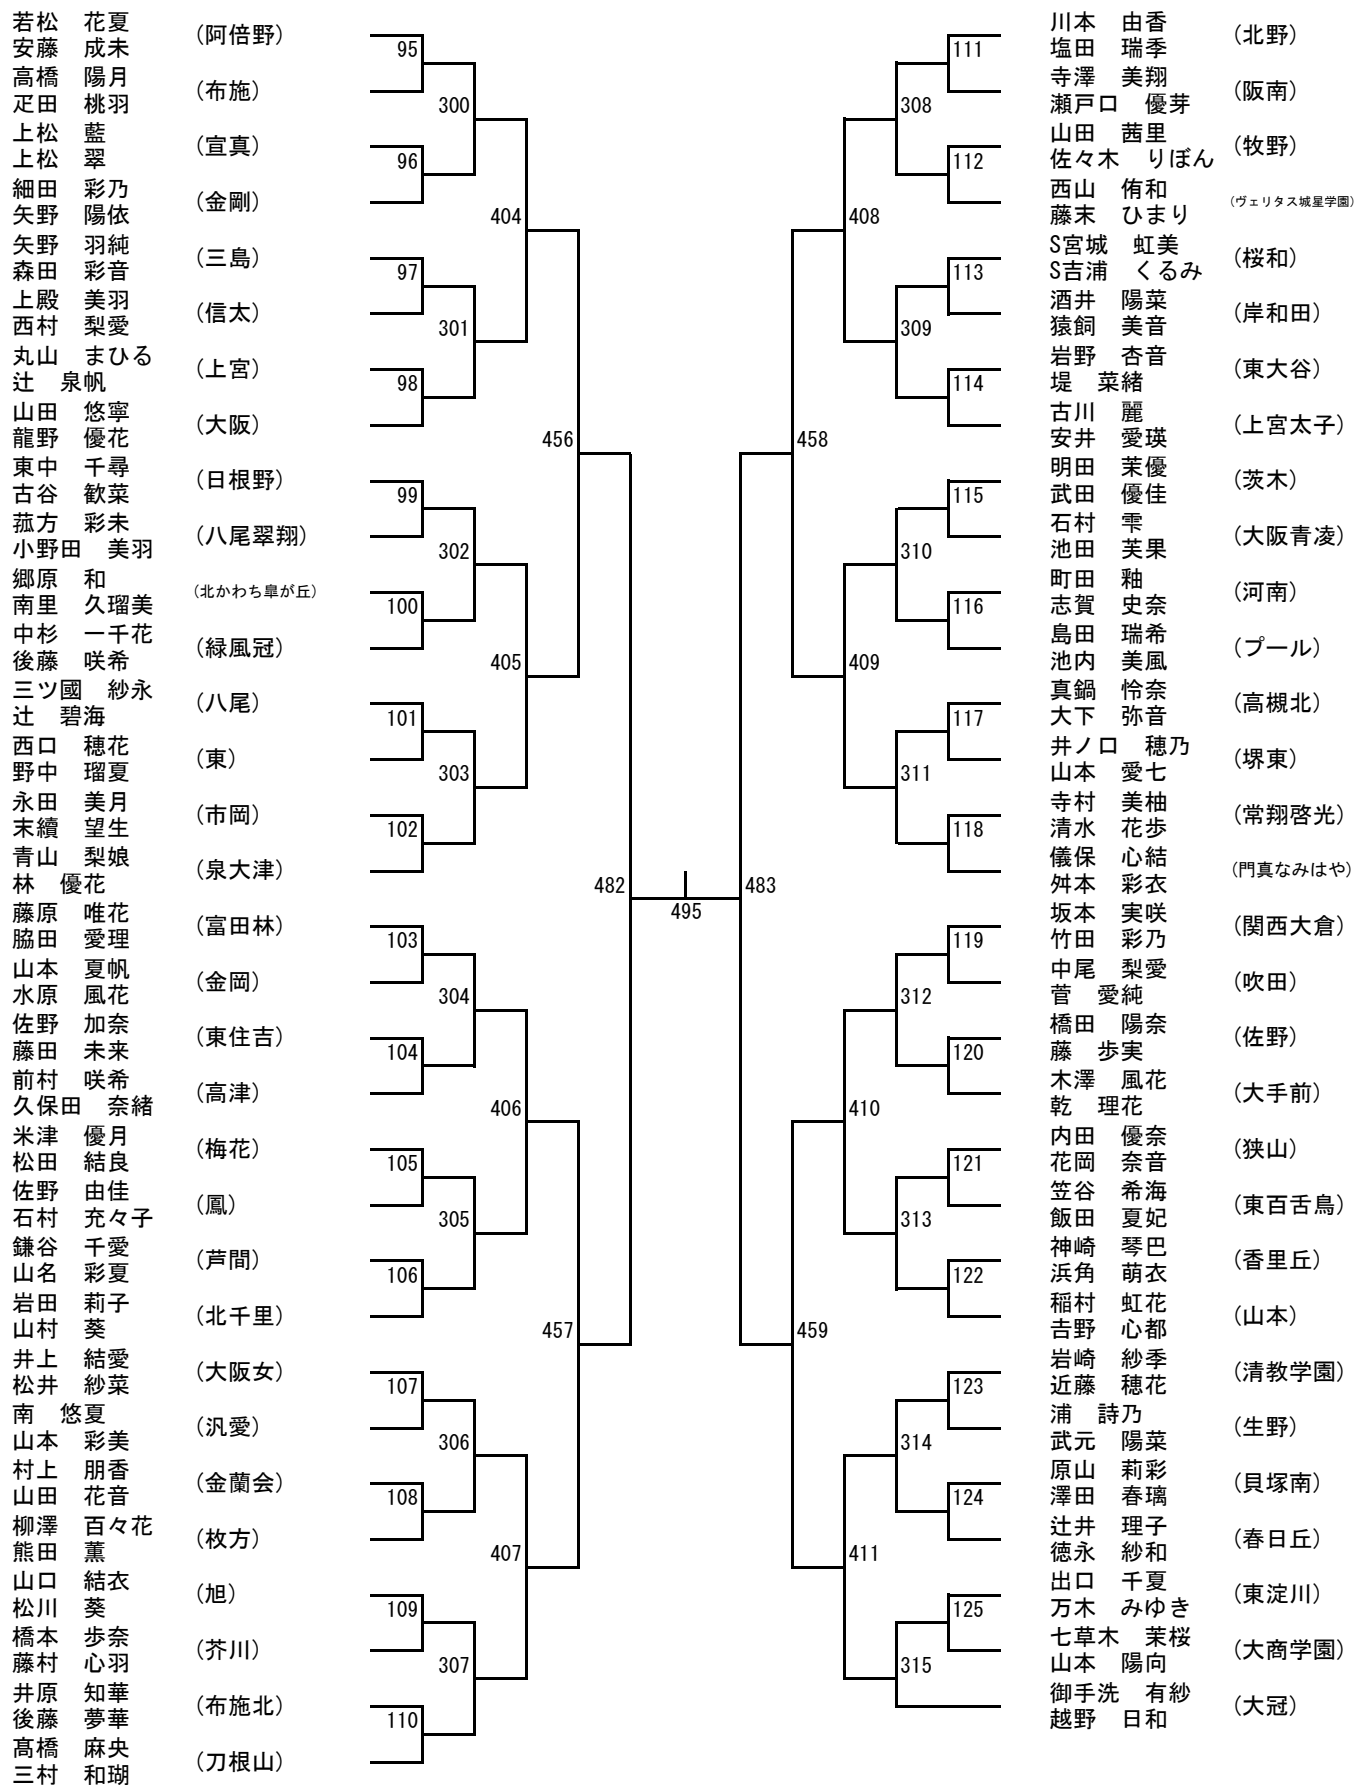 若松　花夏
安藤　成未
(阿倍野)
高橋　陽月
疋田　桃羽
(布施)
上松　藍
上松　翠
(宣真)
細田　彩乃
矢野　陽依
(金剛)
矢野　羽純
森田　彩音
(三島)
上殿　美羽
西村　梨愛
(信太)
丸山　まひる
辻　泉帆
(上宮)
山田　悠寧
龍野　優花
(大阪)
東中　千尋
古谷　歓菜
(日根野)
菰方　彩未
小野田　美羽
(八尾翠翔)
郷原　和
南里　久瑠美
(北かわち皐が丘)
中杉　一千花
後藤　咲希
(緑風冠)
三ツ國　紗永
辻　碧海
(八尾)
西口　穂花
野中　瑠夏
(東)
永田　美月
末續　望生
(市岡)
青山　梨娘
林　優花
(泉大津)
藤原　唯花
脇田　愛理
(富田林)
山本　夏帆
水原　風花
(金岡)
佐野　加奈
藤田　未来
(東住吉)
前村　咲希
久保田　奈緒
(高津)
米津　優月
松田　結良
(梅花)
佐野　由佳
石村　充々子
(鳳)
鎌谷　千愛
山名　彩夏
(芦間)
岩田　莉子
山村　葵
(北千里)
井上　結愛
松井　紗菜
(大阪女)
南　悠夏
山本　彩美
(汎愛)
村上　朋香
山田　花音
(金蘭会)
柳澤　百々花
熊田　薫
(枚方)
山口　結衣
松川　葵
(旭)
橋本　歩奈
藤村　心羽
(芥川)
井原　知華
後藤　夢華
(布施北)
髙橋　麻央
三村　和瑚
(刀根山)
95
96
97
98
99
100
101
102
103
104
105
106
107
108
109
110
300
301
302
303
304
305
306
307
404
405
406
407
456
457
482
495
483
458
459
408
409
410
411
308
309
310
311
312
313
314
315
111
112
113
114
115
116
117
118
119
120
121
122
123
124
125
川本　由香
塩田　瑞季
(北野)
寺澤　美翔
瀬戸口　優芽
(阪南)
山田　茜里
佐々木　りぼん
(牧野)
西山　侑和
藤末　ひまり
(ヴェリタス城星学園)
S宮城　虹美
S吉浦　くるみ
(桜和)
酒井　陽菜
猿飼　美音
(岸和田)
岩野　杏音
堤　菜緒
(東大谷)
古川　麗
安井　愛瑛
(上宮太子)
明田　茉優
武田　優佳
(茨木)
石村　雫
池田　芙果
(大阪青凌)
町田　釉
志賀　史奈
(河南)
島田　瑞希
池内　美風
(プール)
真鍋　怜奈
大下　弥音
(高槻北)
井ノ口　穂乃
山本　愛七
(堺東)
寺村　美柚
清水　花歩
(常翔啓光)
儀保　心結
舛本　彩衣
(門真なみはや)
坂本　実咲
竹田　彩乃
(関西大倉)
中尾　梨愛
菅　愛純
(吹田)
橋田　陽奈
藤　歩実
(佐野)
木澤　風花
乾　理花
(大手前)
内田　優奈
花岡　奈音
(狭山)
笠谷　希海
飯田　夏妃
(東百舌鳥)
神崎　琴巴
浜角　萌衣
(香里丘)
稲村　虹花
吉野　心都
(山本)
岩崎　紗季
近藤　穂花
(清教学園)
浦　詩乃
武元　陽菜
(生野)
原山　莉彩
澤田　春璃
(貝塚南)
辻井　理子
徳永　紗和
(春日丘)
出口　千夏
万木　みゆき
(東淀川)
七草木　茉桜
山本　陽向
(大商学園)
御手洗　有紗
越野　日和
(大冠)